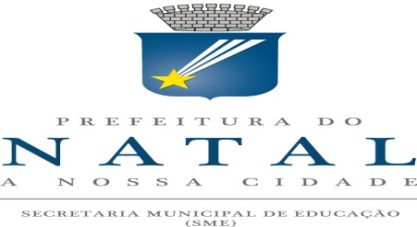 PREFEITURA DO
NATAL
A NOSSA CIDADE
SECRETARIA MUNICIPAL DE EDUCAÇÃO
(SME)